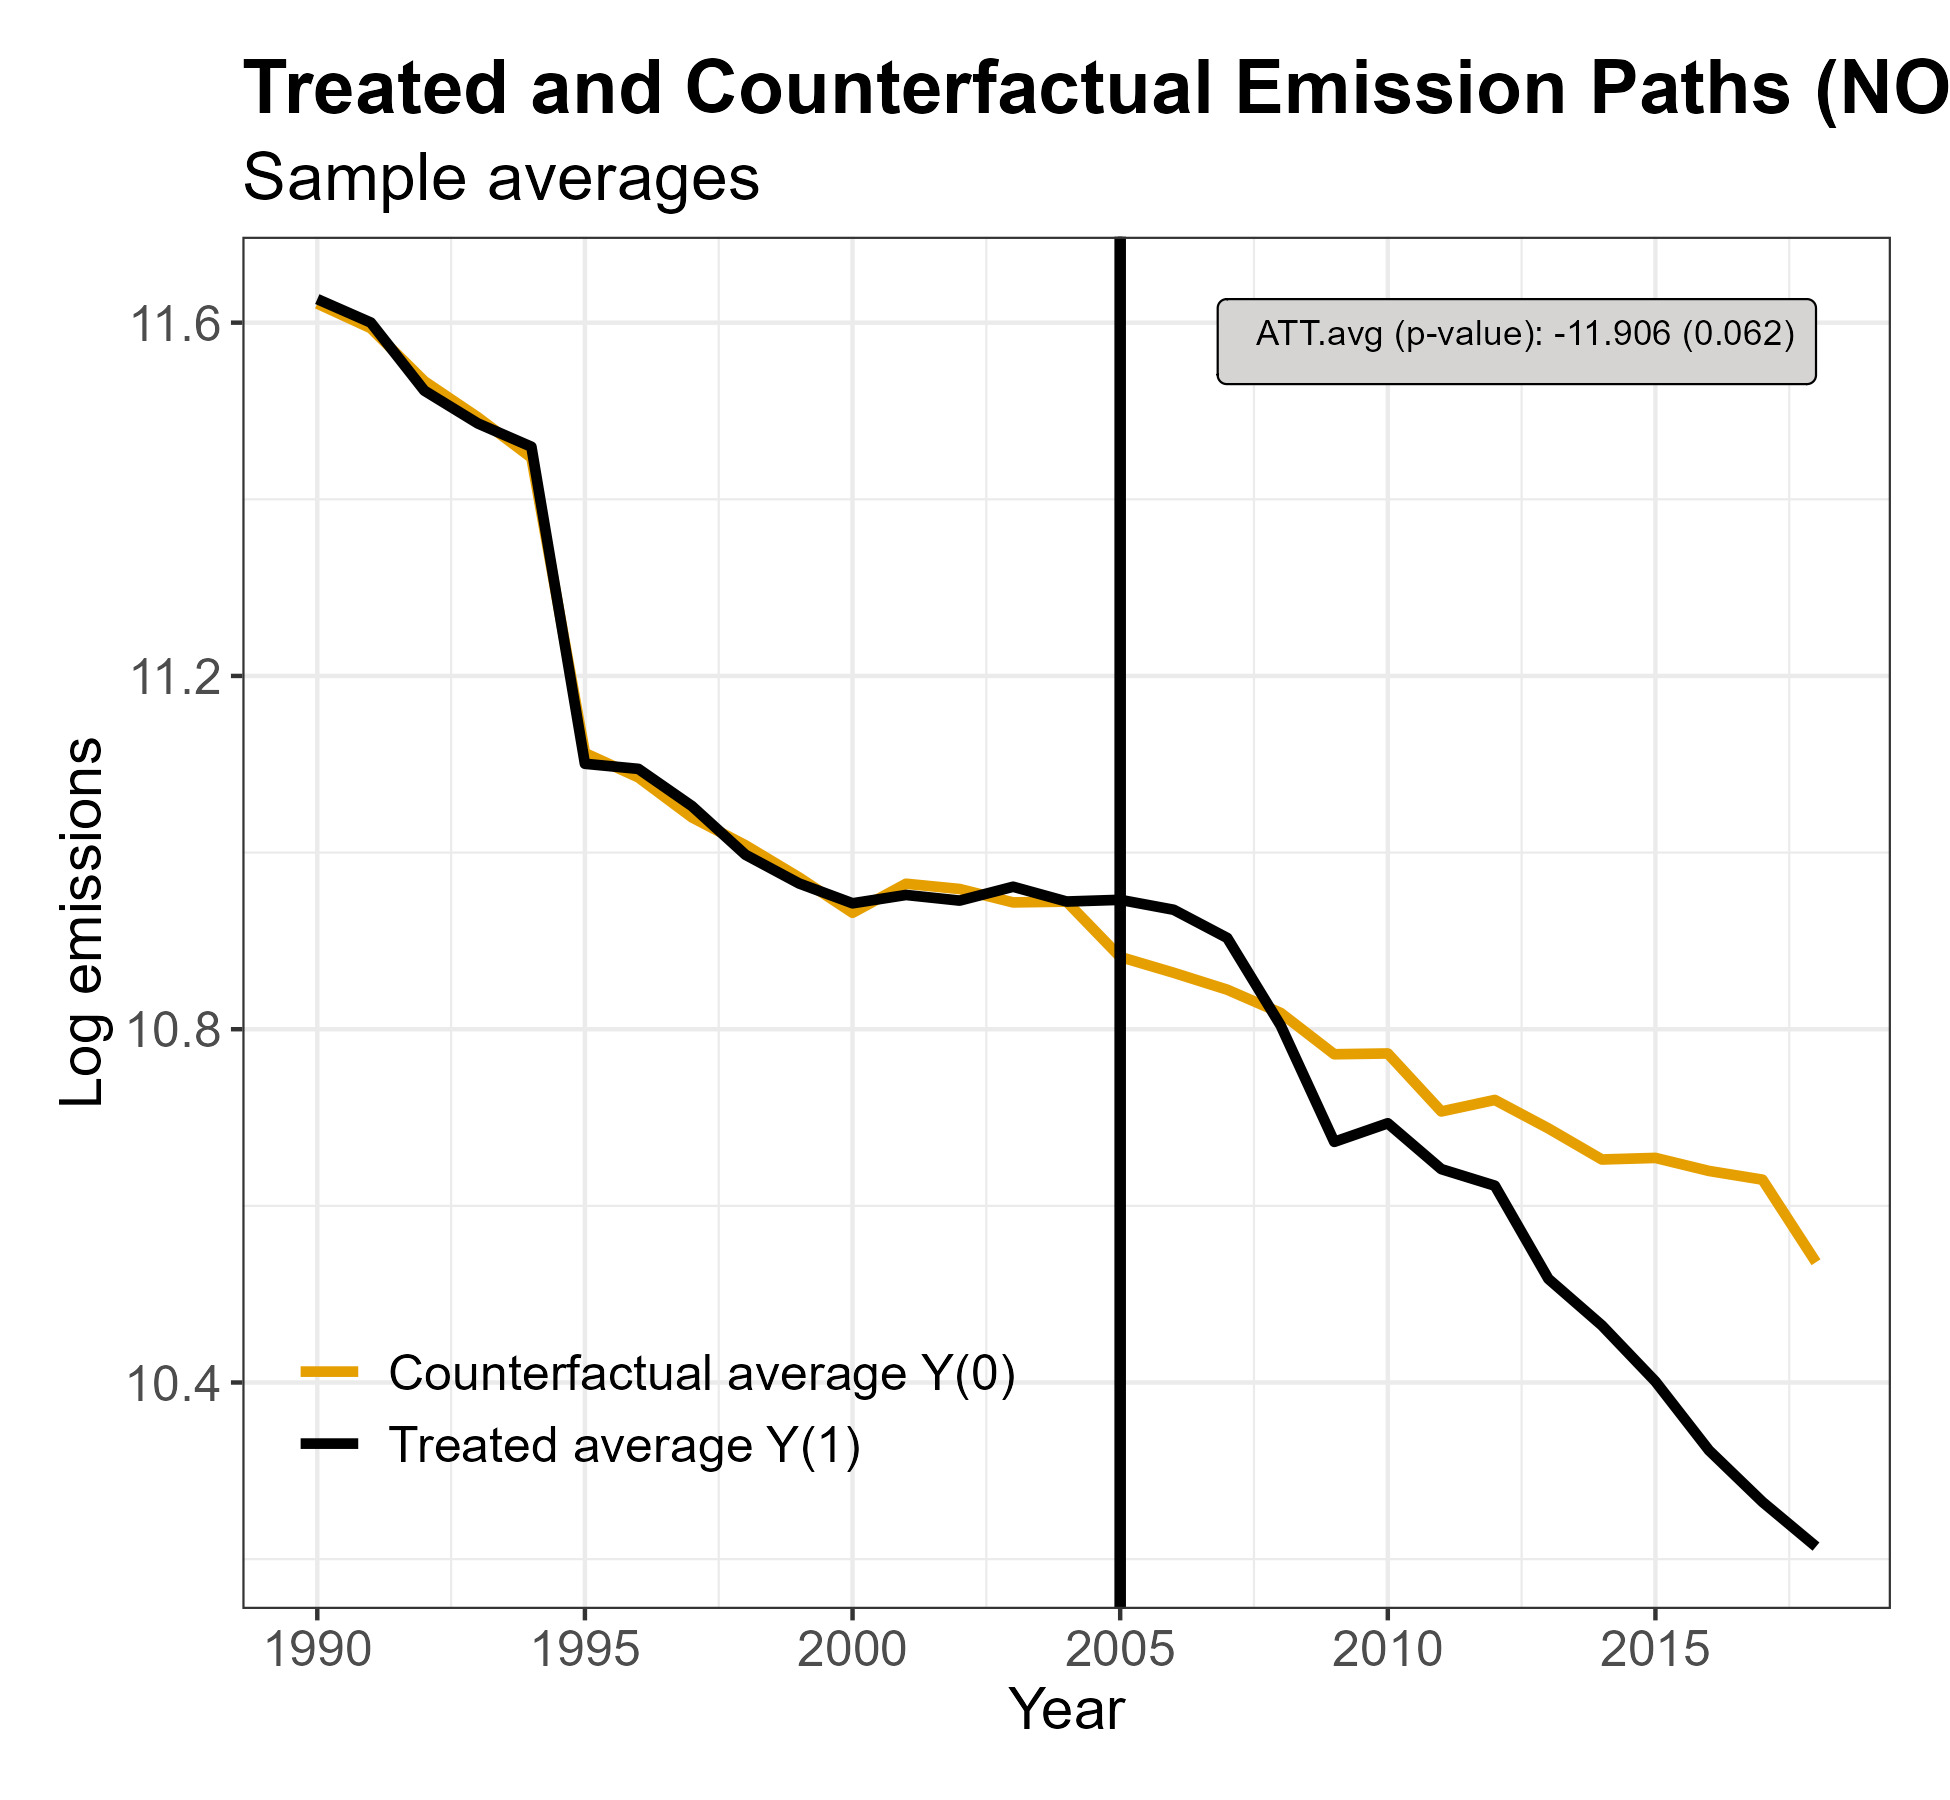 Treated and Counterfactual Emission Paths (NO
Sample averages
ATT.avg (p-value): -11.906 (0.062)
11.6
11.2
10.8
10.4
Log emissions
Counterfactual average Y(0)
Treated average Y(1)
1990
1995
2000
2005
2010
2015
Year